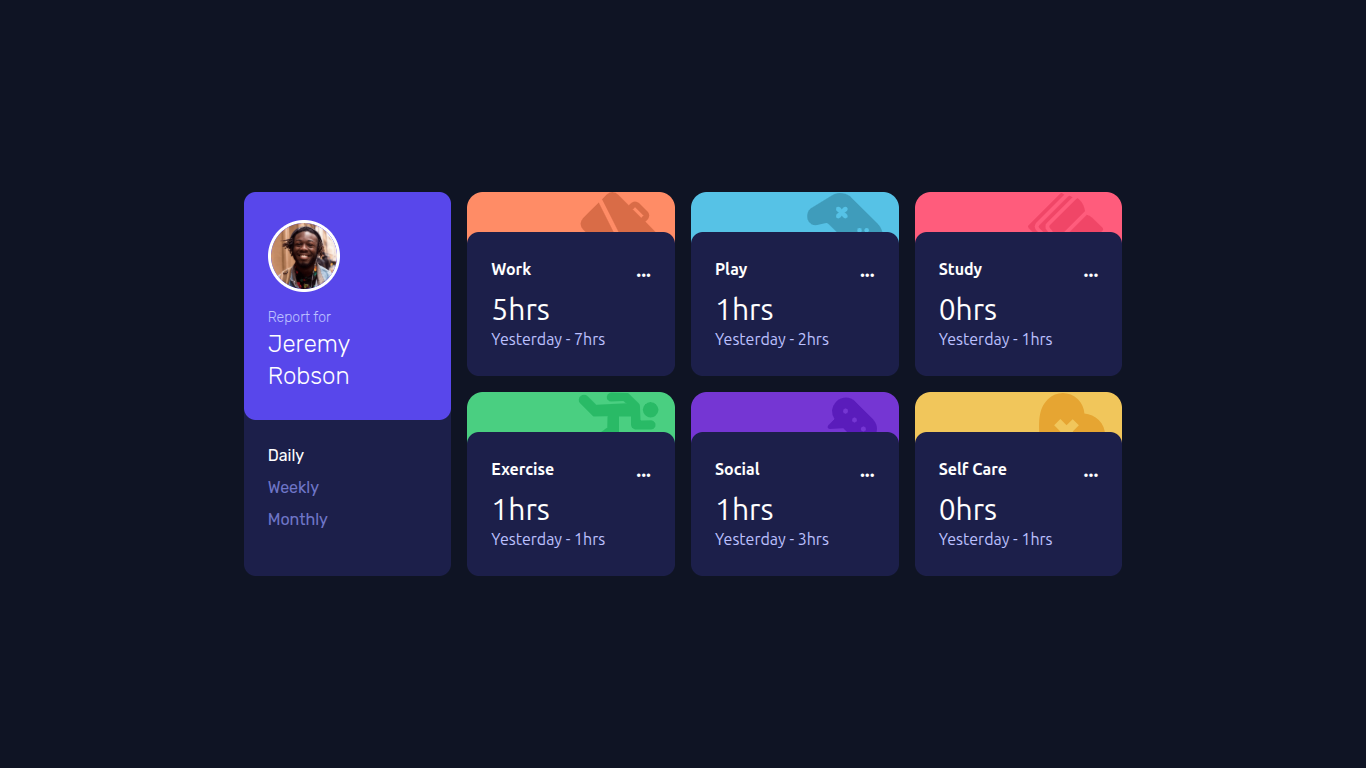 Report for
Jeremy
Robson
Daily
Weekly
Monthly
Work
...
5hrs
Yesterday - 7hrs
Play
...
1hrs
Yesterday - 2hrs
Study
...
0hrs
Yesterday - 1hrs
Exercise
...
1hrs
Yesterday - 1hrs
Social
...
1hrs
Yesterday - 3hrs
Self Care
...
0hrs
Yesterday - 1hrs